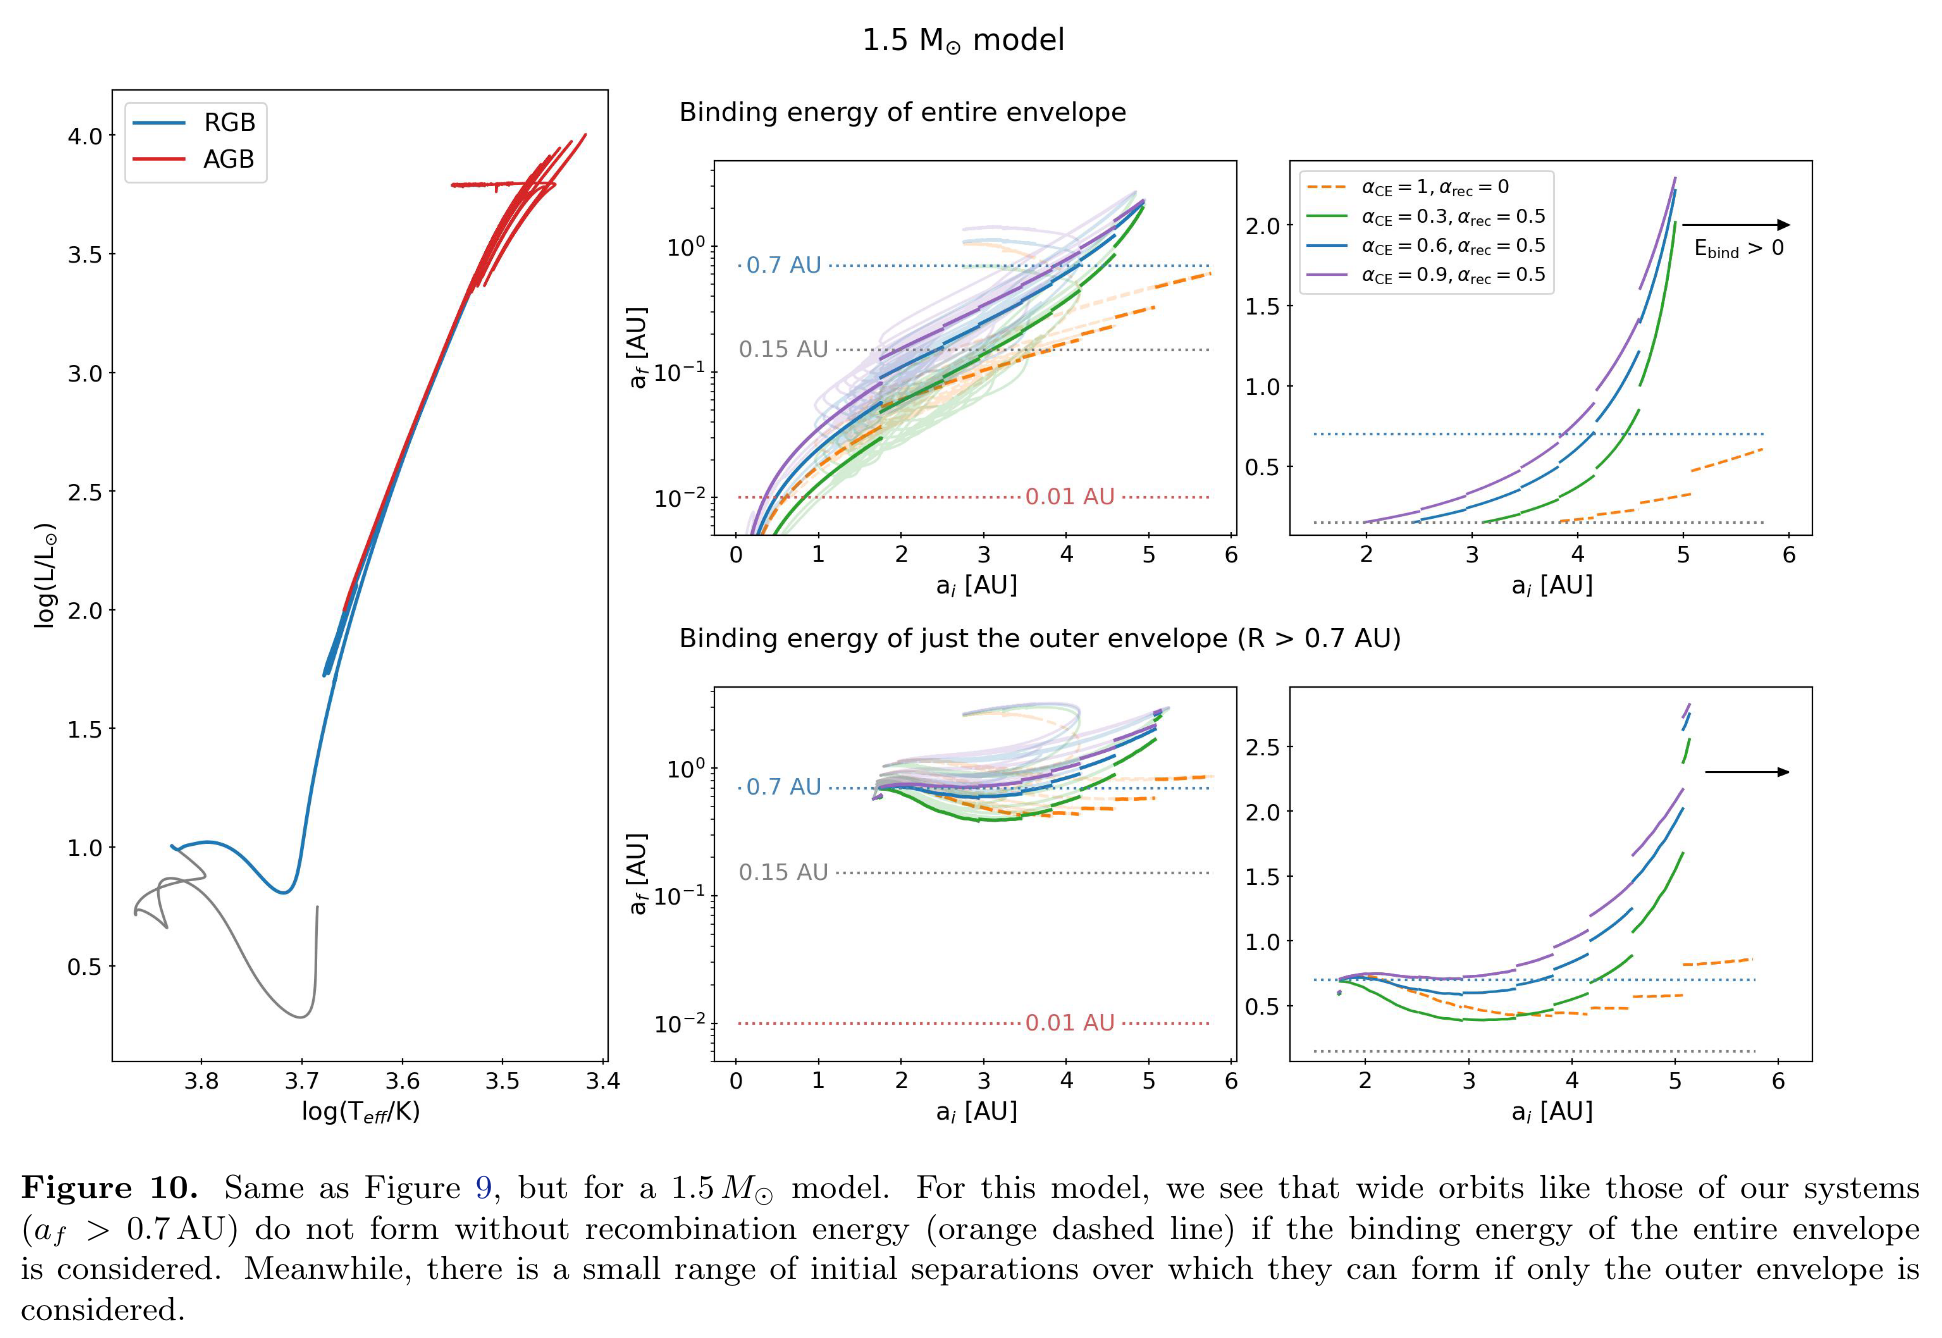 1.5 M☉ model
RGB
AGB
4.0
3.5
3.0
2.5
2.0
1.5
1.0
0.5
log(L/L☉)
3.8 3.7 3.6 3.5 3.4
log(T_eff/K)
Binding energy of entire envelope
10⁰
10⁻¹
10⁻²
a_f [AU]
0.7 AU
0.15 AU
0.01 AU
0 1 2 3 4 5 6
a_i [AU]
α_CE = 1, α_rec = 0
α_CE = 0.3, α_rec = 0.5
α_CE = 0.6, α_rec = 0.5
α_CE = 0.9, α_rec = 0.5
E_bind > 0
2.0
1.5
1.0
0.5
2 3 4 5 6
a_i [AU]
Binding energy of just the outer envelope (R > 0.7 AU)
10⁰
10⁻¹
10⁻²
a_f [AU]
0.7 AU
0.15 AU
0.01 AU
0 1 2 3 4 5 6
a_i [AU]
2.5
2.0
1.5
1.0
0.5
2 3 4 5 6
a_i [AU]
Figure 10. Same as Figure 9, but for a 1.5 M☉ model. For this model, we see that wide orbits like those of our systems
(a_f > 0.7 AU) do not form without recombination energy (orange dashed line) if the binding energy of the entire envelope
is considered. Meanwhile, there is a small range of initial separations over which they can form if only the outer envelope is
considered.